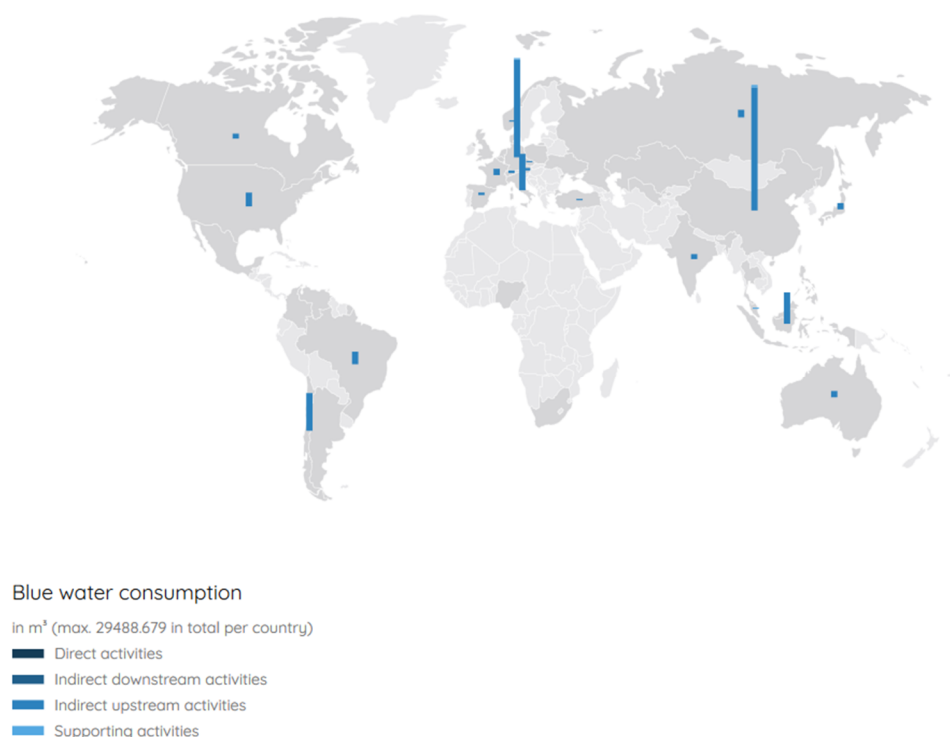 Blue water consumption
in m³ (max. 29488.679 in total per country)
Direct activities
Indirect downstream activities
Indirect upstream activities
Supporting activities